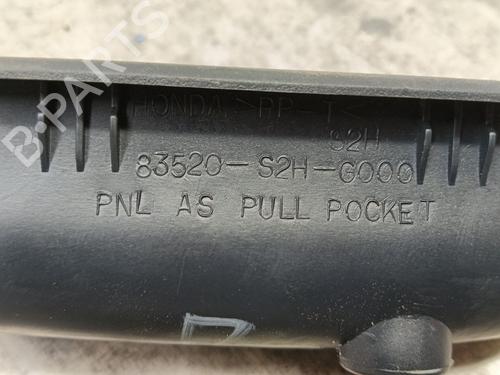 HONDA >PP-T<
S2H
83520-S2H-G000
PNL AS PULL POCKET
B-PARTS